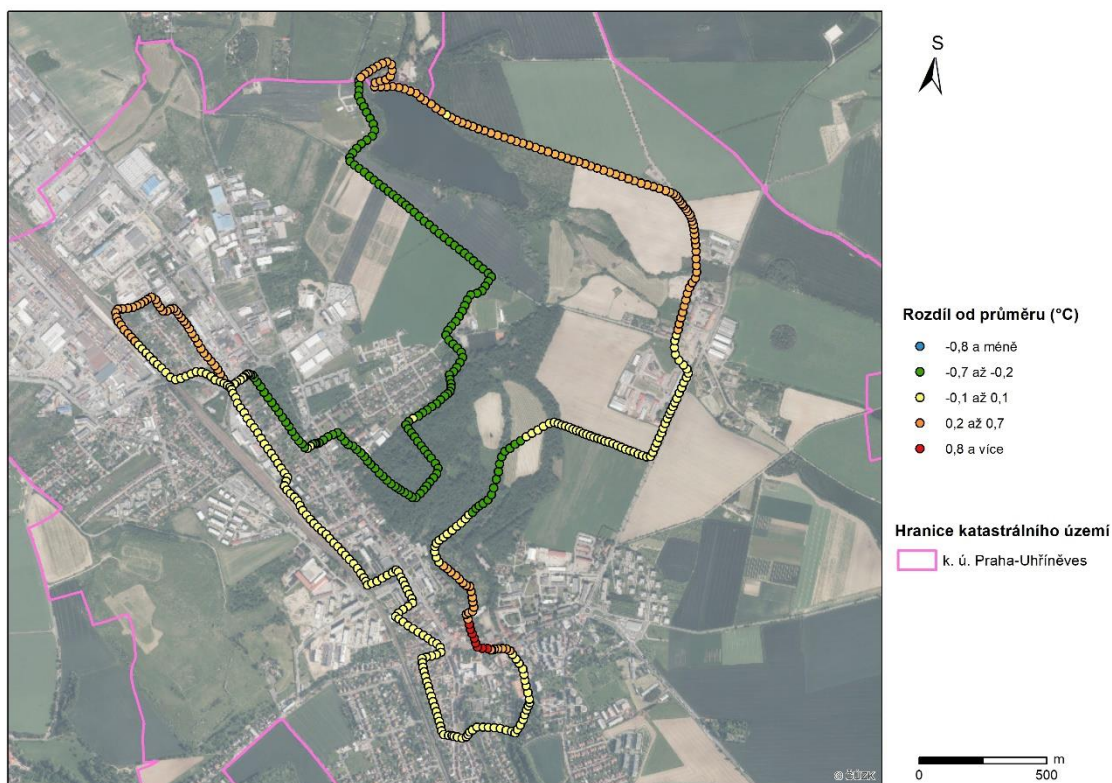 S
Rozdíl od průměru (°C)
-0,8 a méně
-0,7 až -0,2
-0,1 až 0,1
0,2 až 0,7
0,8 a více
Hranice katastrálního území
k. ú. Praha-Uhříněves
© ČÚZK
m
0 500